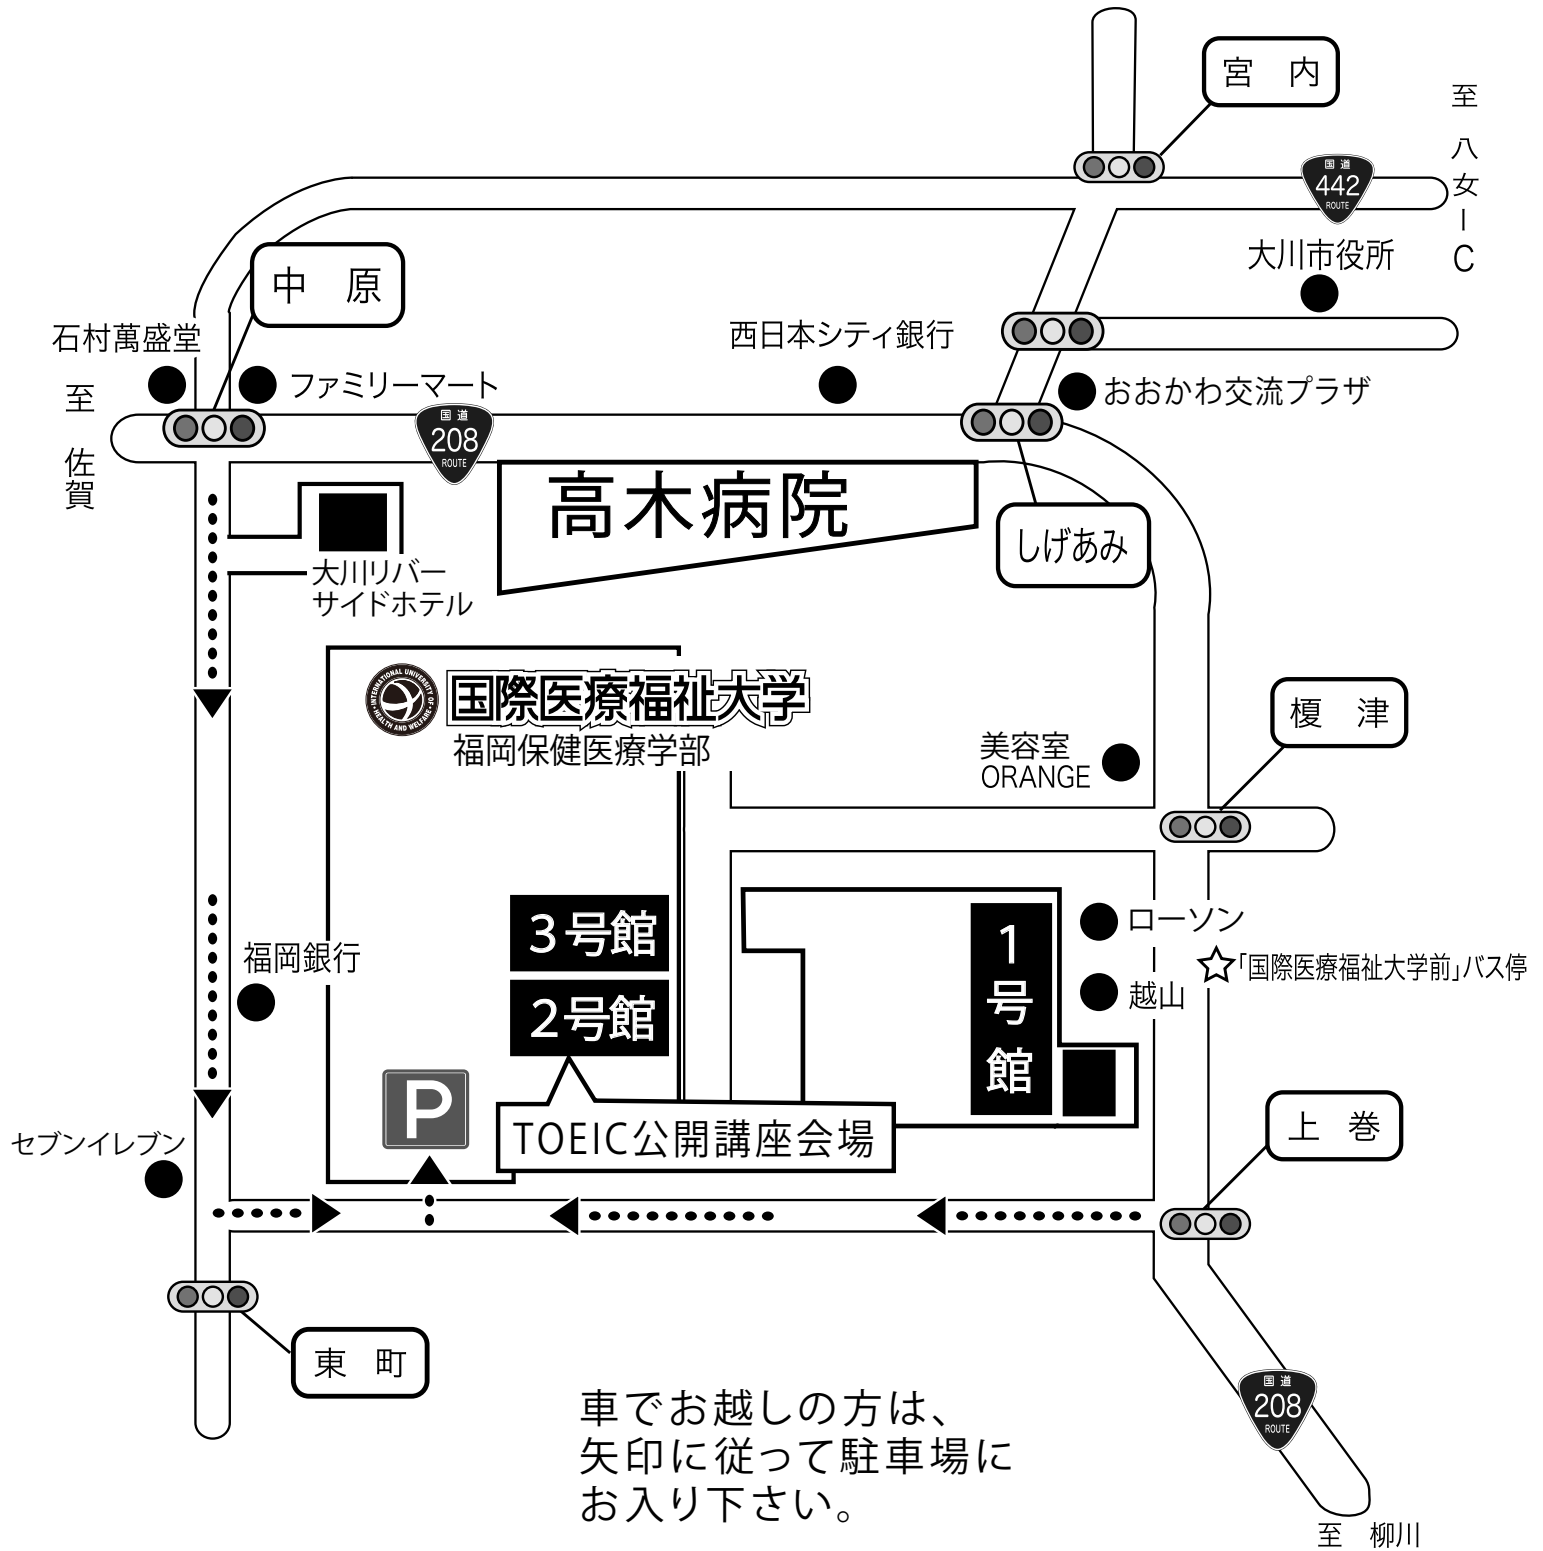 宮　内
至　八女IC
国道
442
ROUTE
大川市役所
中　原
石村萬盛堂
西日本シティ銀行
ファミリーマート
おおかわ交流プラザ
至　佐賀
国道
208
ROUTE
高木病院
しげあみ
大川リバー
サイドホテル
INTERNATIONAL UNIVERSITY OF HEALTH AND WELFARE
国際医療福祉大学
福岡保健医療学部
榎　津
美容室
ORANGE
3号館
2号館
1号館
ローソン
福岡銀行
「国際医療福祉大学前」バス停
越山
P
TOEIC公開講座会場
上　巻
セブンイレブン
東　町
車でお越しの方は、
矢印に従って駐車場に
お入り下さい。
国道
208
ROUTE
至　柳川